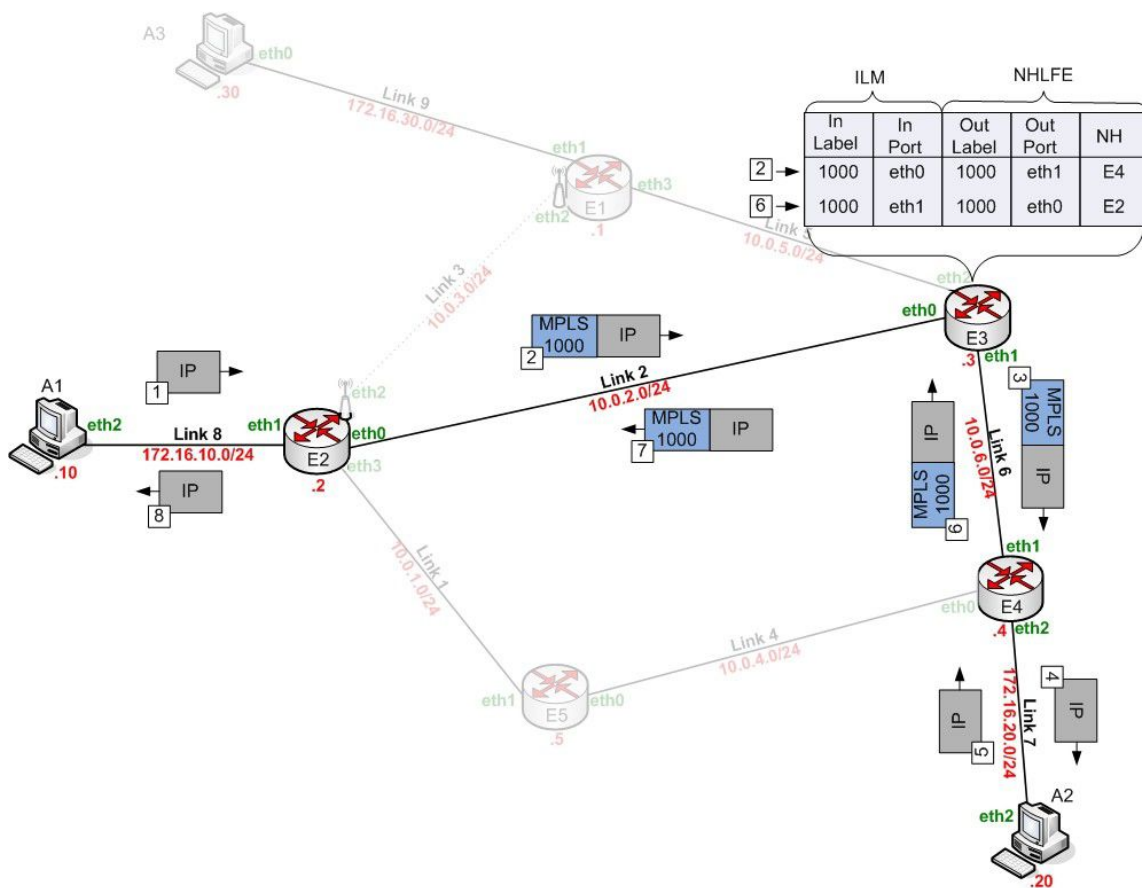 A3
eth0
.30
Link 9
172.16.30.0/24
eth1
eth3
eth2
E1
.1
Link 5
10.0.5.0/24
Link 3
10.0.3.0/24
ILM
NHLFE
In Label
In Port
Out Label
Out Port
NH
2
1000
eth0
1000
eth1
E4
6
1000
eth1
1000
eth0
E2
eth2
eth0
E3
.3
eth1
MPLS 1000
IP
2
Link 2
10.0.2.0/24
MPLS 1000
IP
7
IP
1
A1
eth2
.10
Link 8
172.16.10.0/24
eth1
eth2
eth0
E2
eth3
.2
IP
8
IP
MPLS 1000
6
Link 6
10.0.6.0/24
3
MPLS 1000
IP
eth1
eth0
E4
.4
eth2
Link 1
10.0.1.0/24
Link 4
10.0.4.0/24
eth1
eth0
E5
.5
IP
5
Link 7
172.16.20.0/24
4
IP
A2
eth2
.20